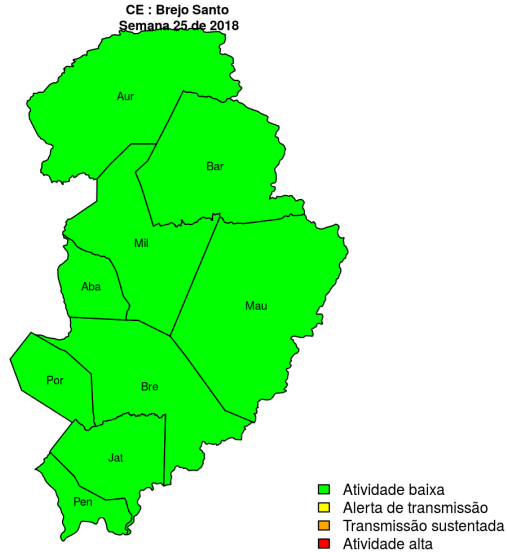 CE : Brejo Santo
Semana 25 de 2018
Aur
Bar
Mil
Aba
Mau
Por
Bre
Jat
Pen
Atividade baixa
Alerta de transmissão
Transmissão sustentada
Atividade alta